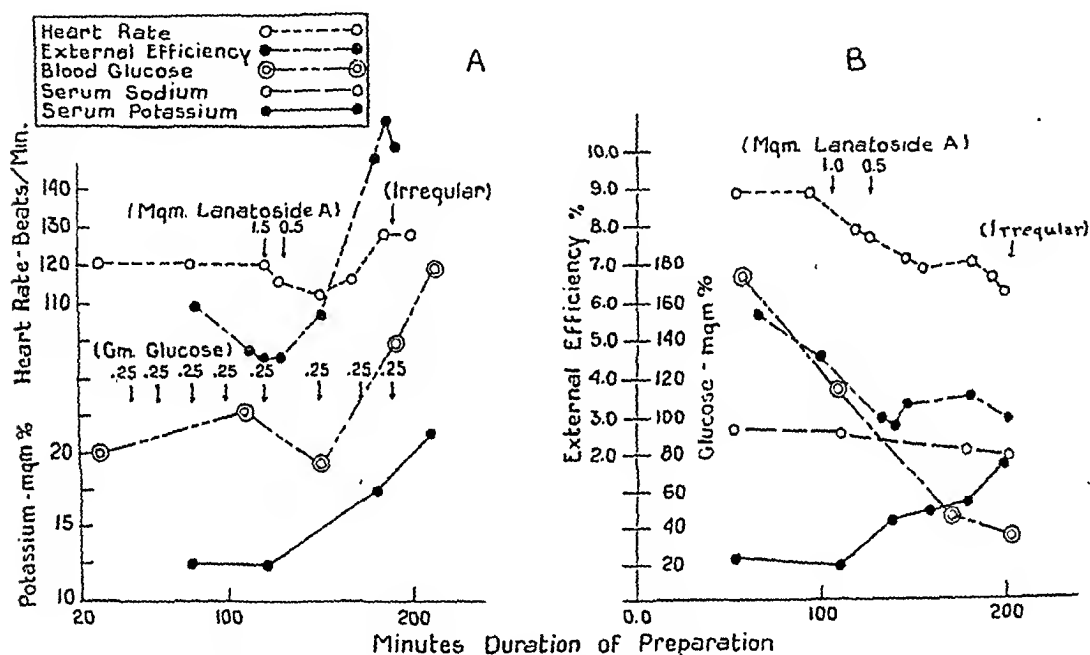 Heart Rate
External Efficiency
Blood Glucose
Serum Sodium
Serum Potassium
A
B
Heart Rate-Beats/Min.
Potassium-mqm %
140
130
120
110
20
15
10
(Mqm. Lanatoside A)
1.5 0.5
(Irregular)
(Gm. Glucose)
.25 .25 .25 .25 .25 .25 .25 .25
20 100 200
External Efficiency %
10.0
9.0
8.0
7.0
6.0
5.0
4.0
3.0
2.0
Glucose-mqm %
180
160
140
120
100
80
60
40
20
(Mqm. Lanatoside A)
1.0 0.5
(Irregular)
0.0 100 200
Minutes Duration of Preparation